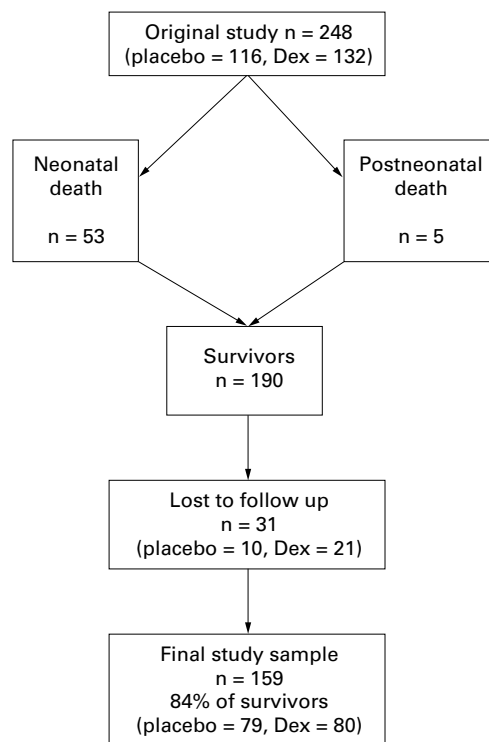 Original study n = 248
(placebo = 116, Dex = 132)
Neonatal
death
n = 53
Postneonatal
death
n = 5
Survivors
n = 190
Lost to follow up
n = 31
(placebo = 10, Dex = 21)
Final study sample
n = 159
84% of survivors
(placebo = 79, Dex = 80)